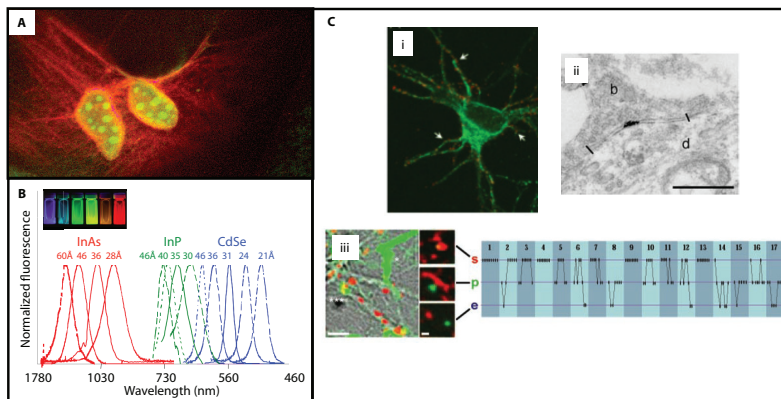 A
C
i
ii
b
d
B
InAs
InP
CdSe
60Å 46 36 28Å
46Å 40 35 30
46 36 31 24 21Å
Normalized fluorescence
1780 1030 730 560 460
Wavelength (nm)
iii
s
p
e
1 2 3 4 5 6 7 8 9 10 11 12 13 14 15 16 17